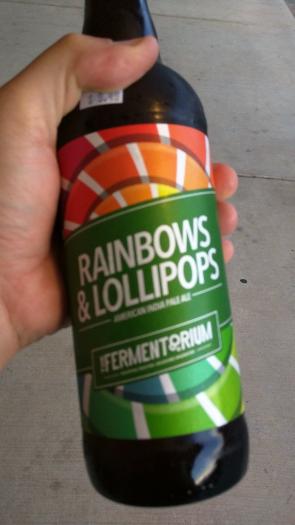 RAINBOWS
& LOLLIPOPS
AMERICAN INDIA PALE ALE
THE FERMENTORIUM